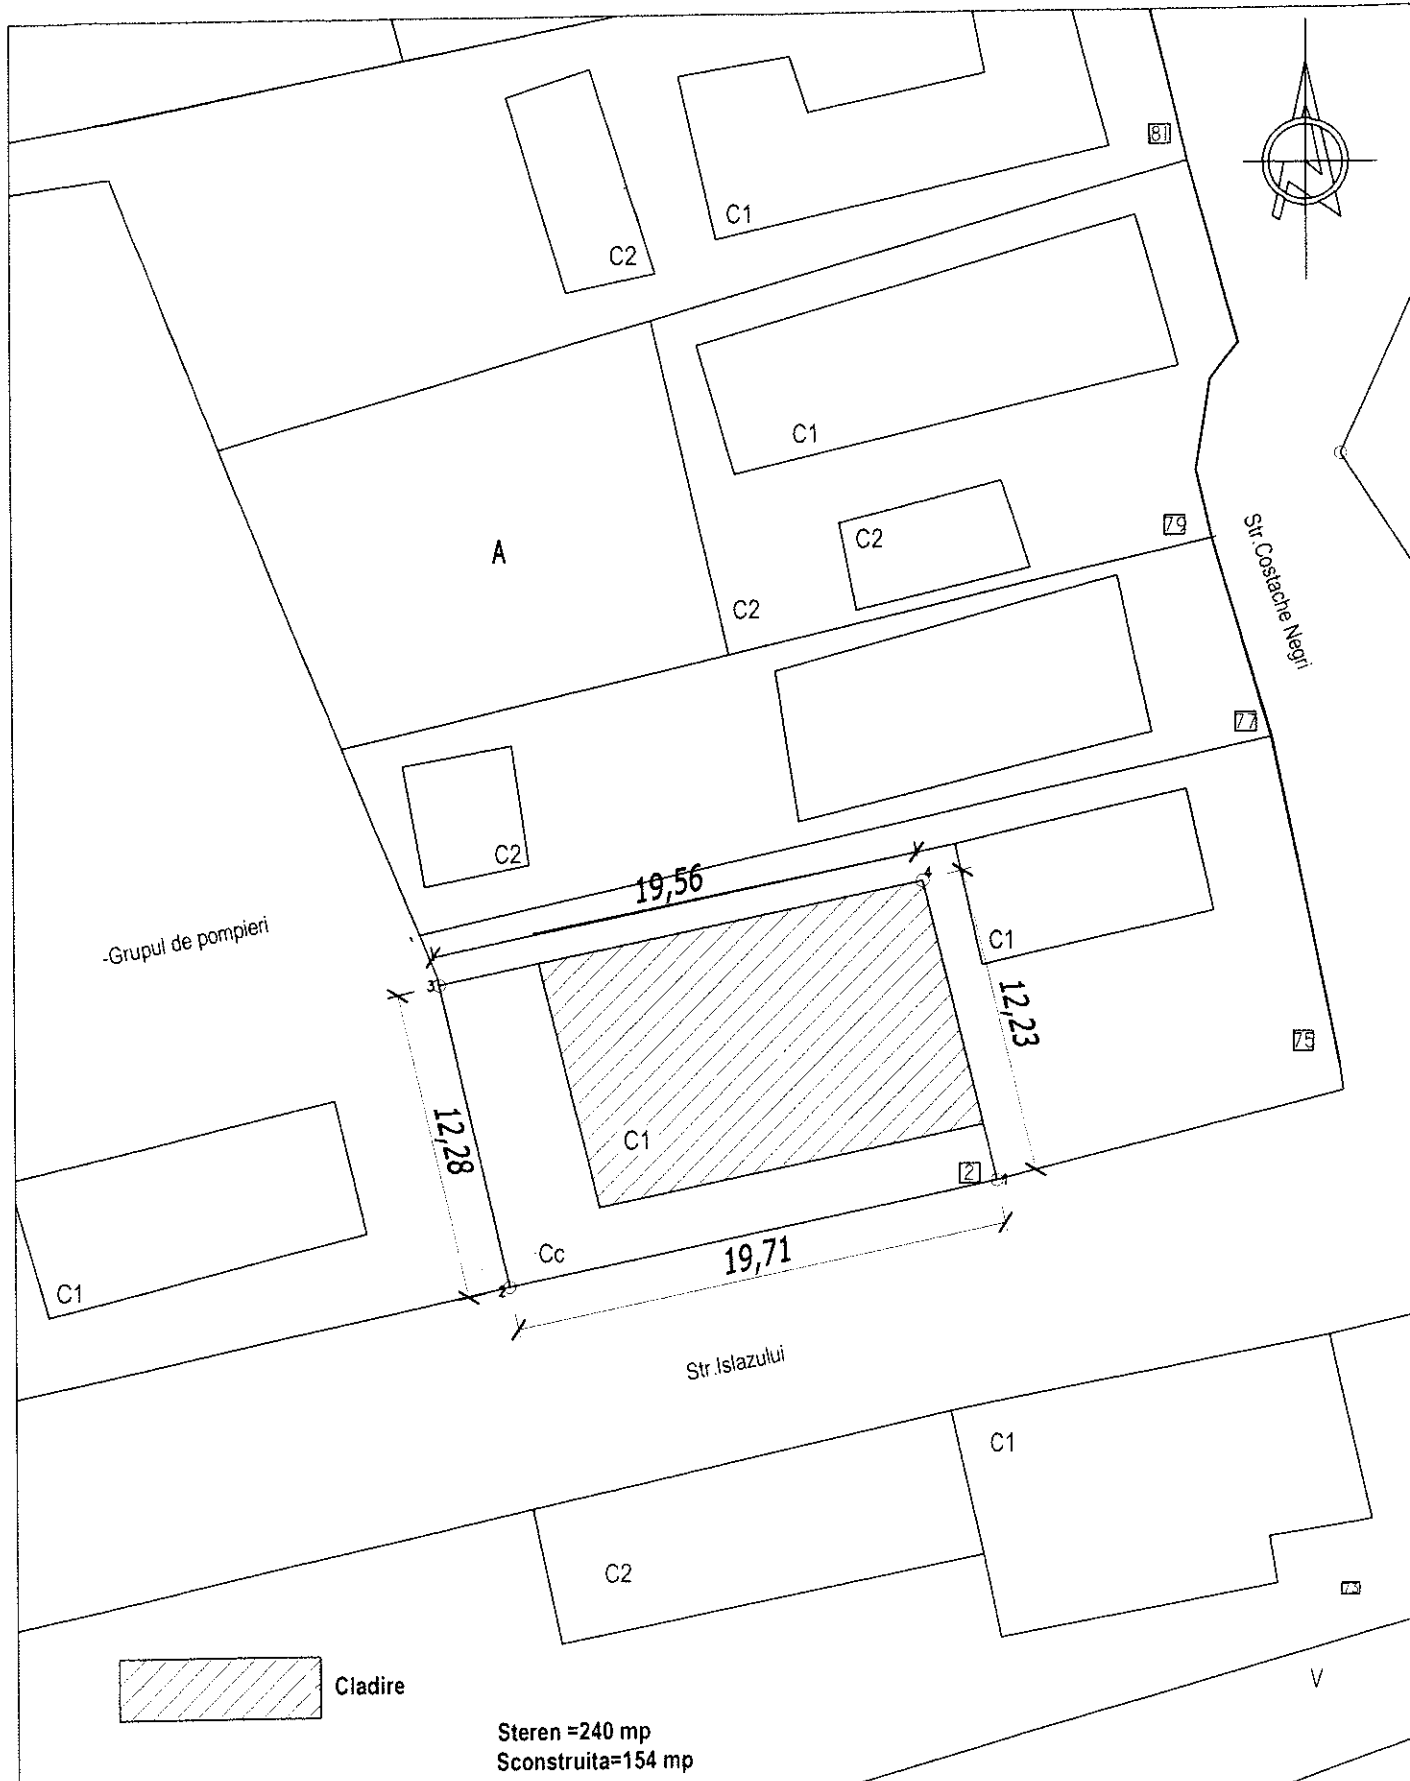 81
C1
C2
C1
79
C2
A
Str.Costache Negri
C2
77
C2
4
19,56
C1
-Grupul de pompieri
3
12,23
75
12,28
C1
2
1
Cc
19,71
C1
2
Str.Islazului
C1
C2
73
V
Cladire
Steren =240 mp
Sconstruita=154 mp